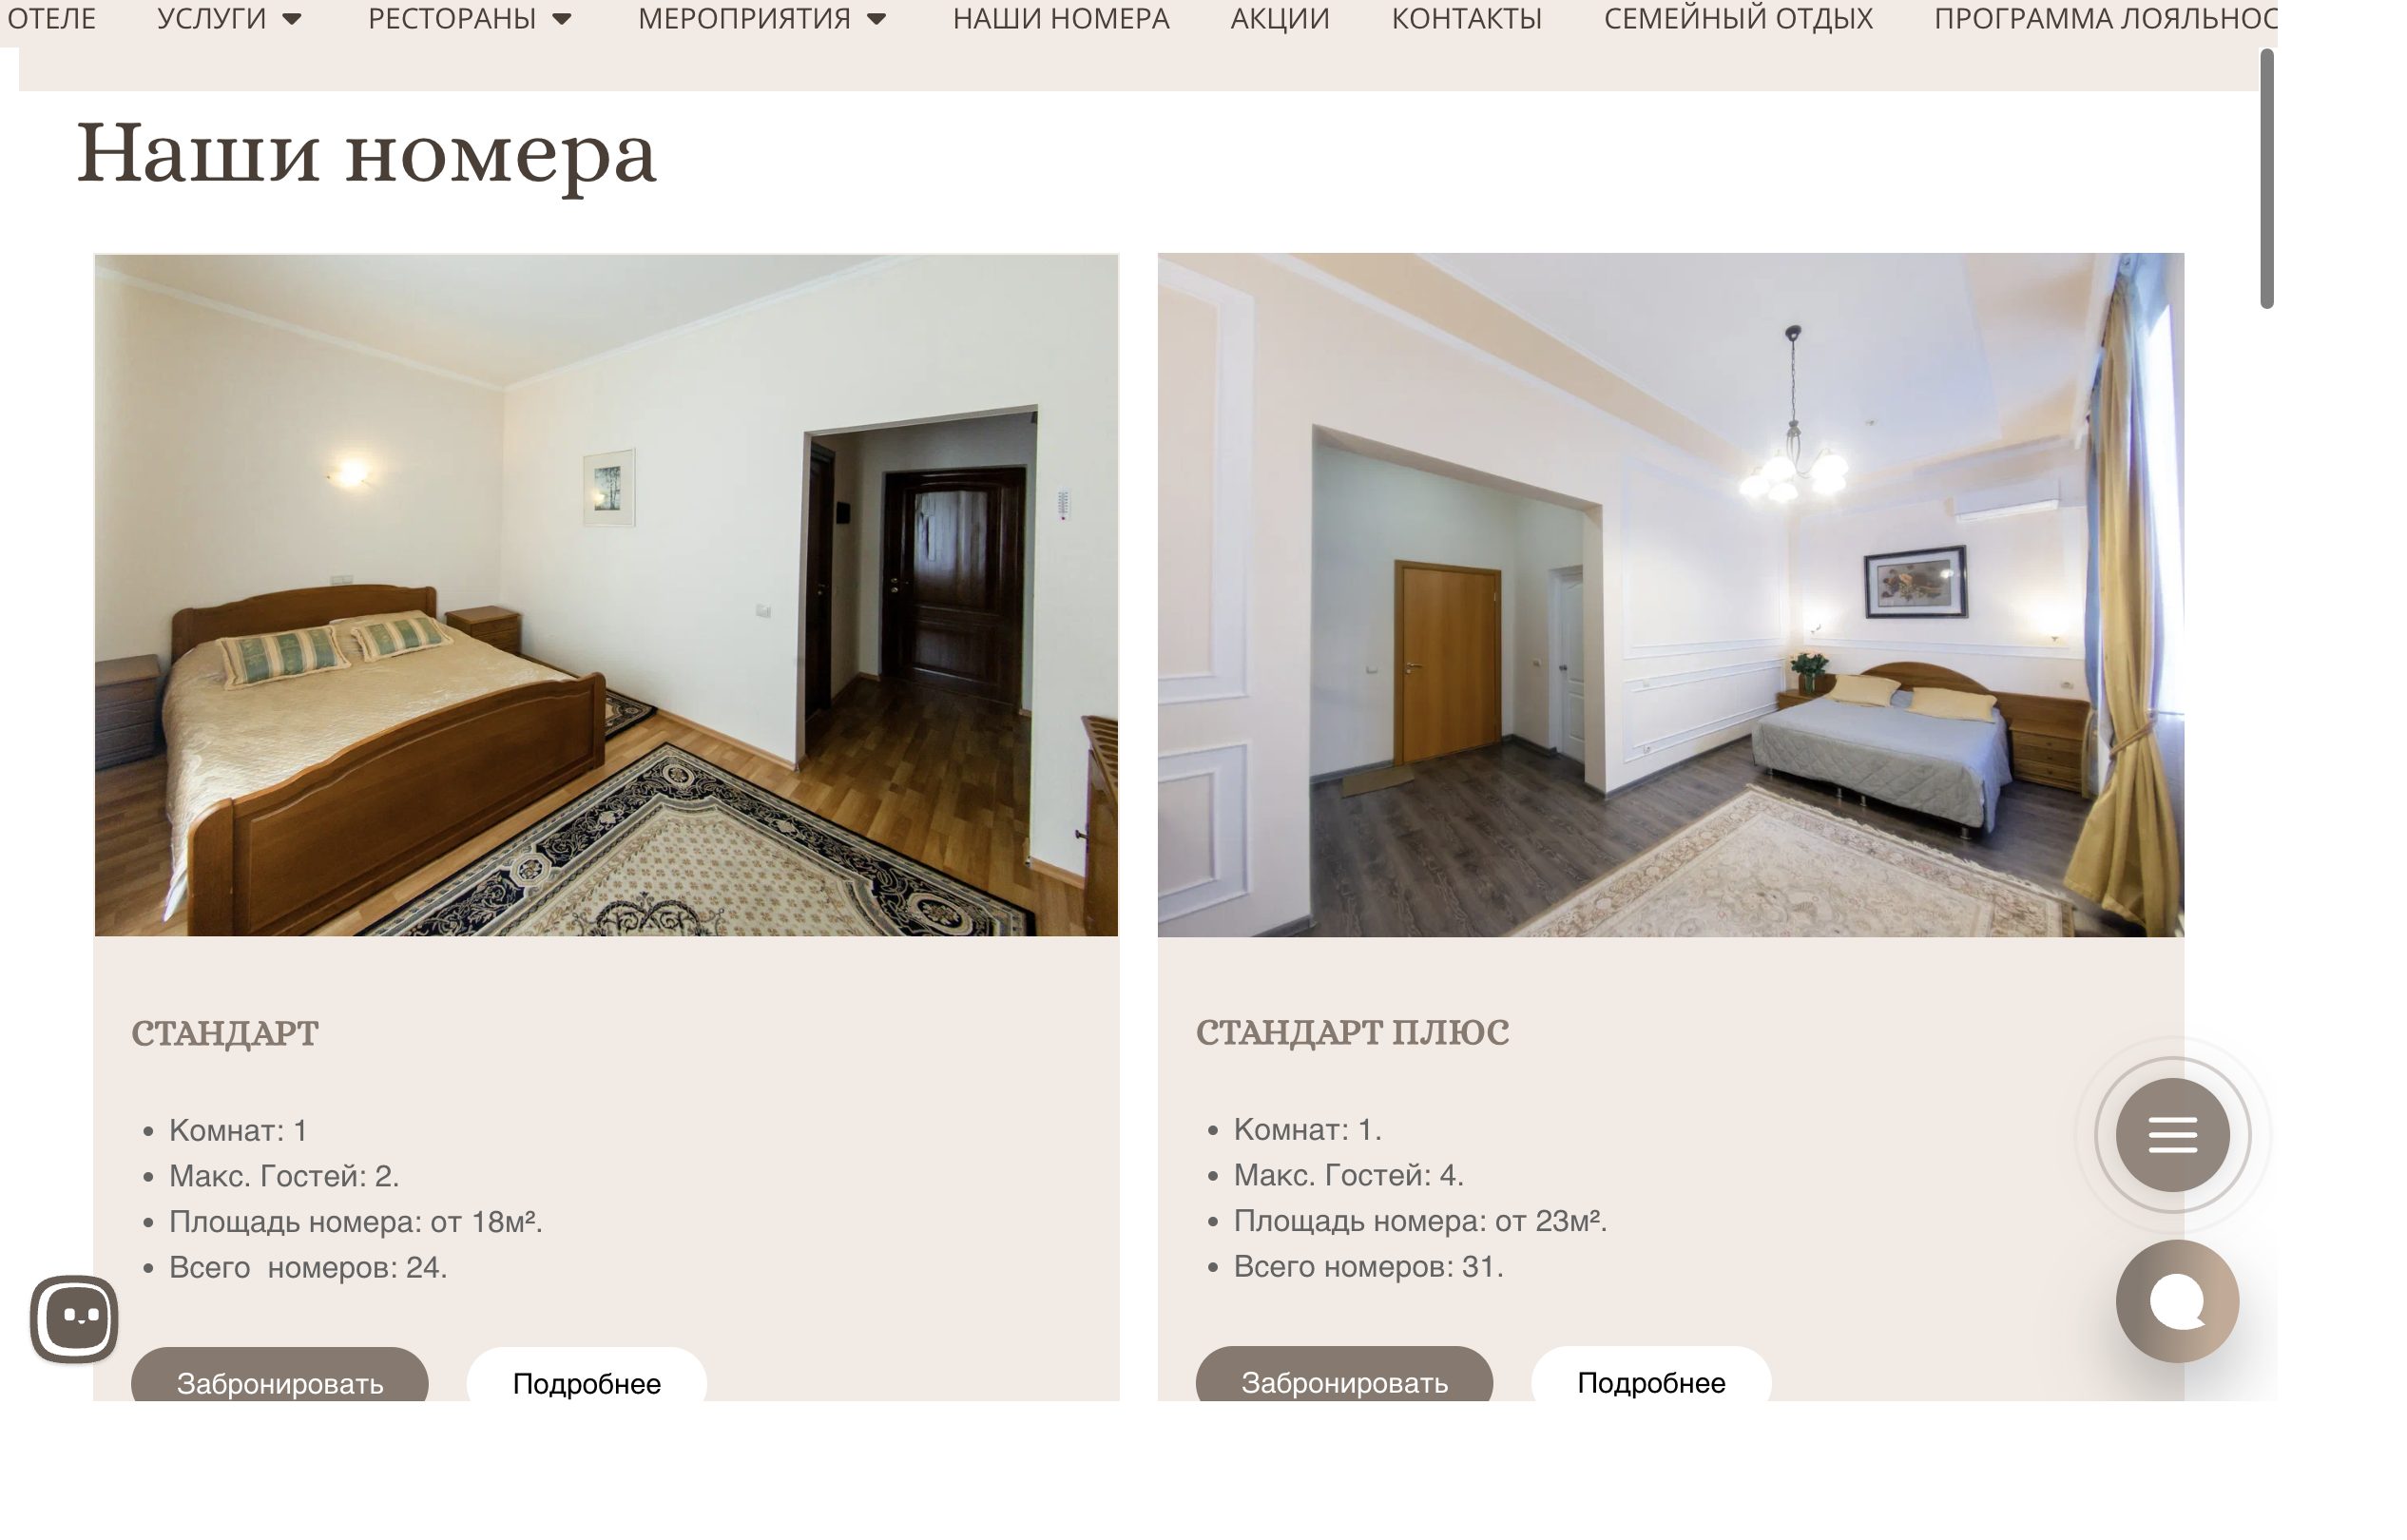 ОТЕЛЕ УСЛУГИ РЕСТОРАНЫ МЕРОПРИЯТИЯ НАШИ НОМЕРА АКЦИИ КОНТАКТЫ СЕМЕЙНЫЙ ОТДЫХ ПРОГРАММА ЛОЯЛЬНОС
Наши номера
СТАНДАРТ
Комнат: 1
Макс. Гостей: 2.
Площадь номера: от 18м².
Всего  номеров: 24.
Забронировать Подробнее
СТАНДАРТ ПЛЮС
Комнат: 1.
Макс. Гостей: 4.
Площадь номера: от 23м².
Всего номеров: 31.
Забронировать Подробнее